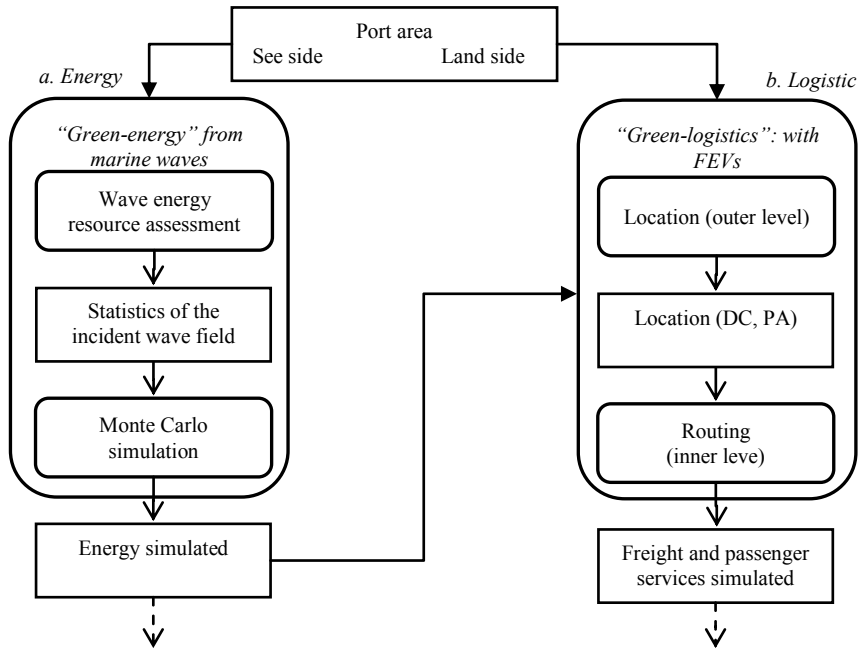 Port area
See side Land side
a. Energy
“Green-energy” from
marine waves
Wave energy
resource assessment
Statistics of the
incident wave field
Monte Carlo
simulation
Energy simulated
b. Logistic
“Green-logistics”: with
FEVs
Location (outer level)
Location (DC, PA)
Routing
(inner leve)
Freight and passenger
services simulated